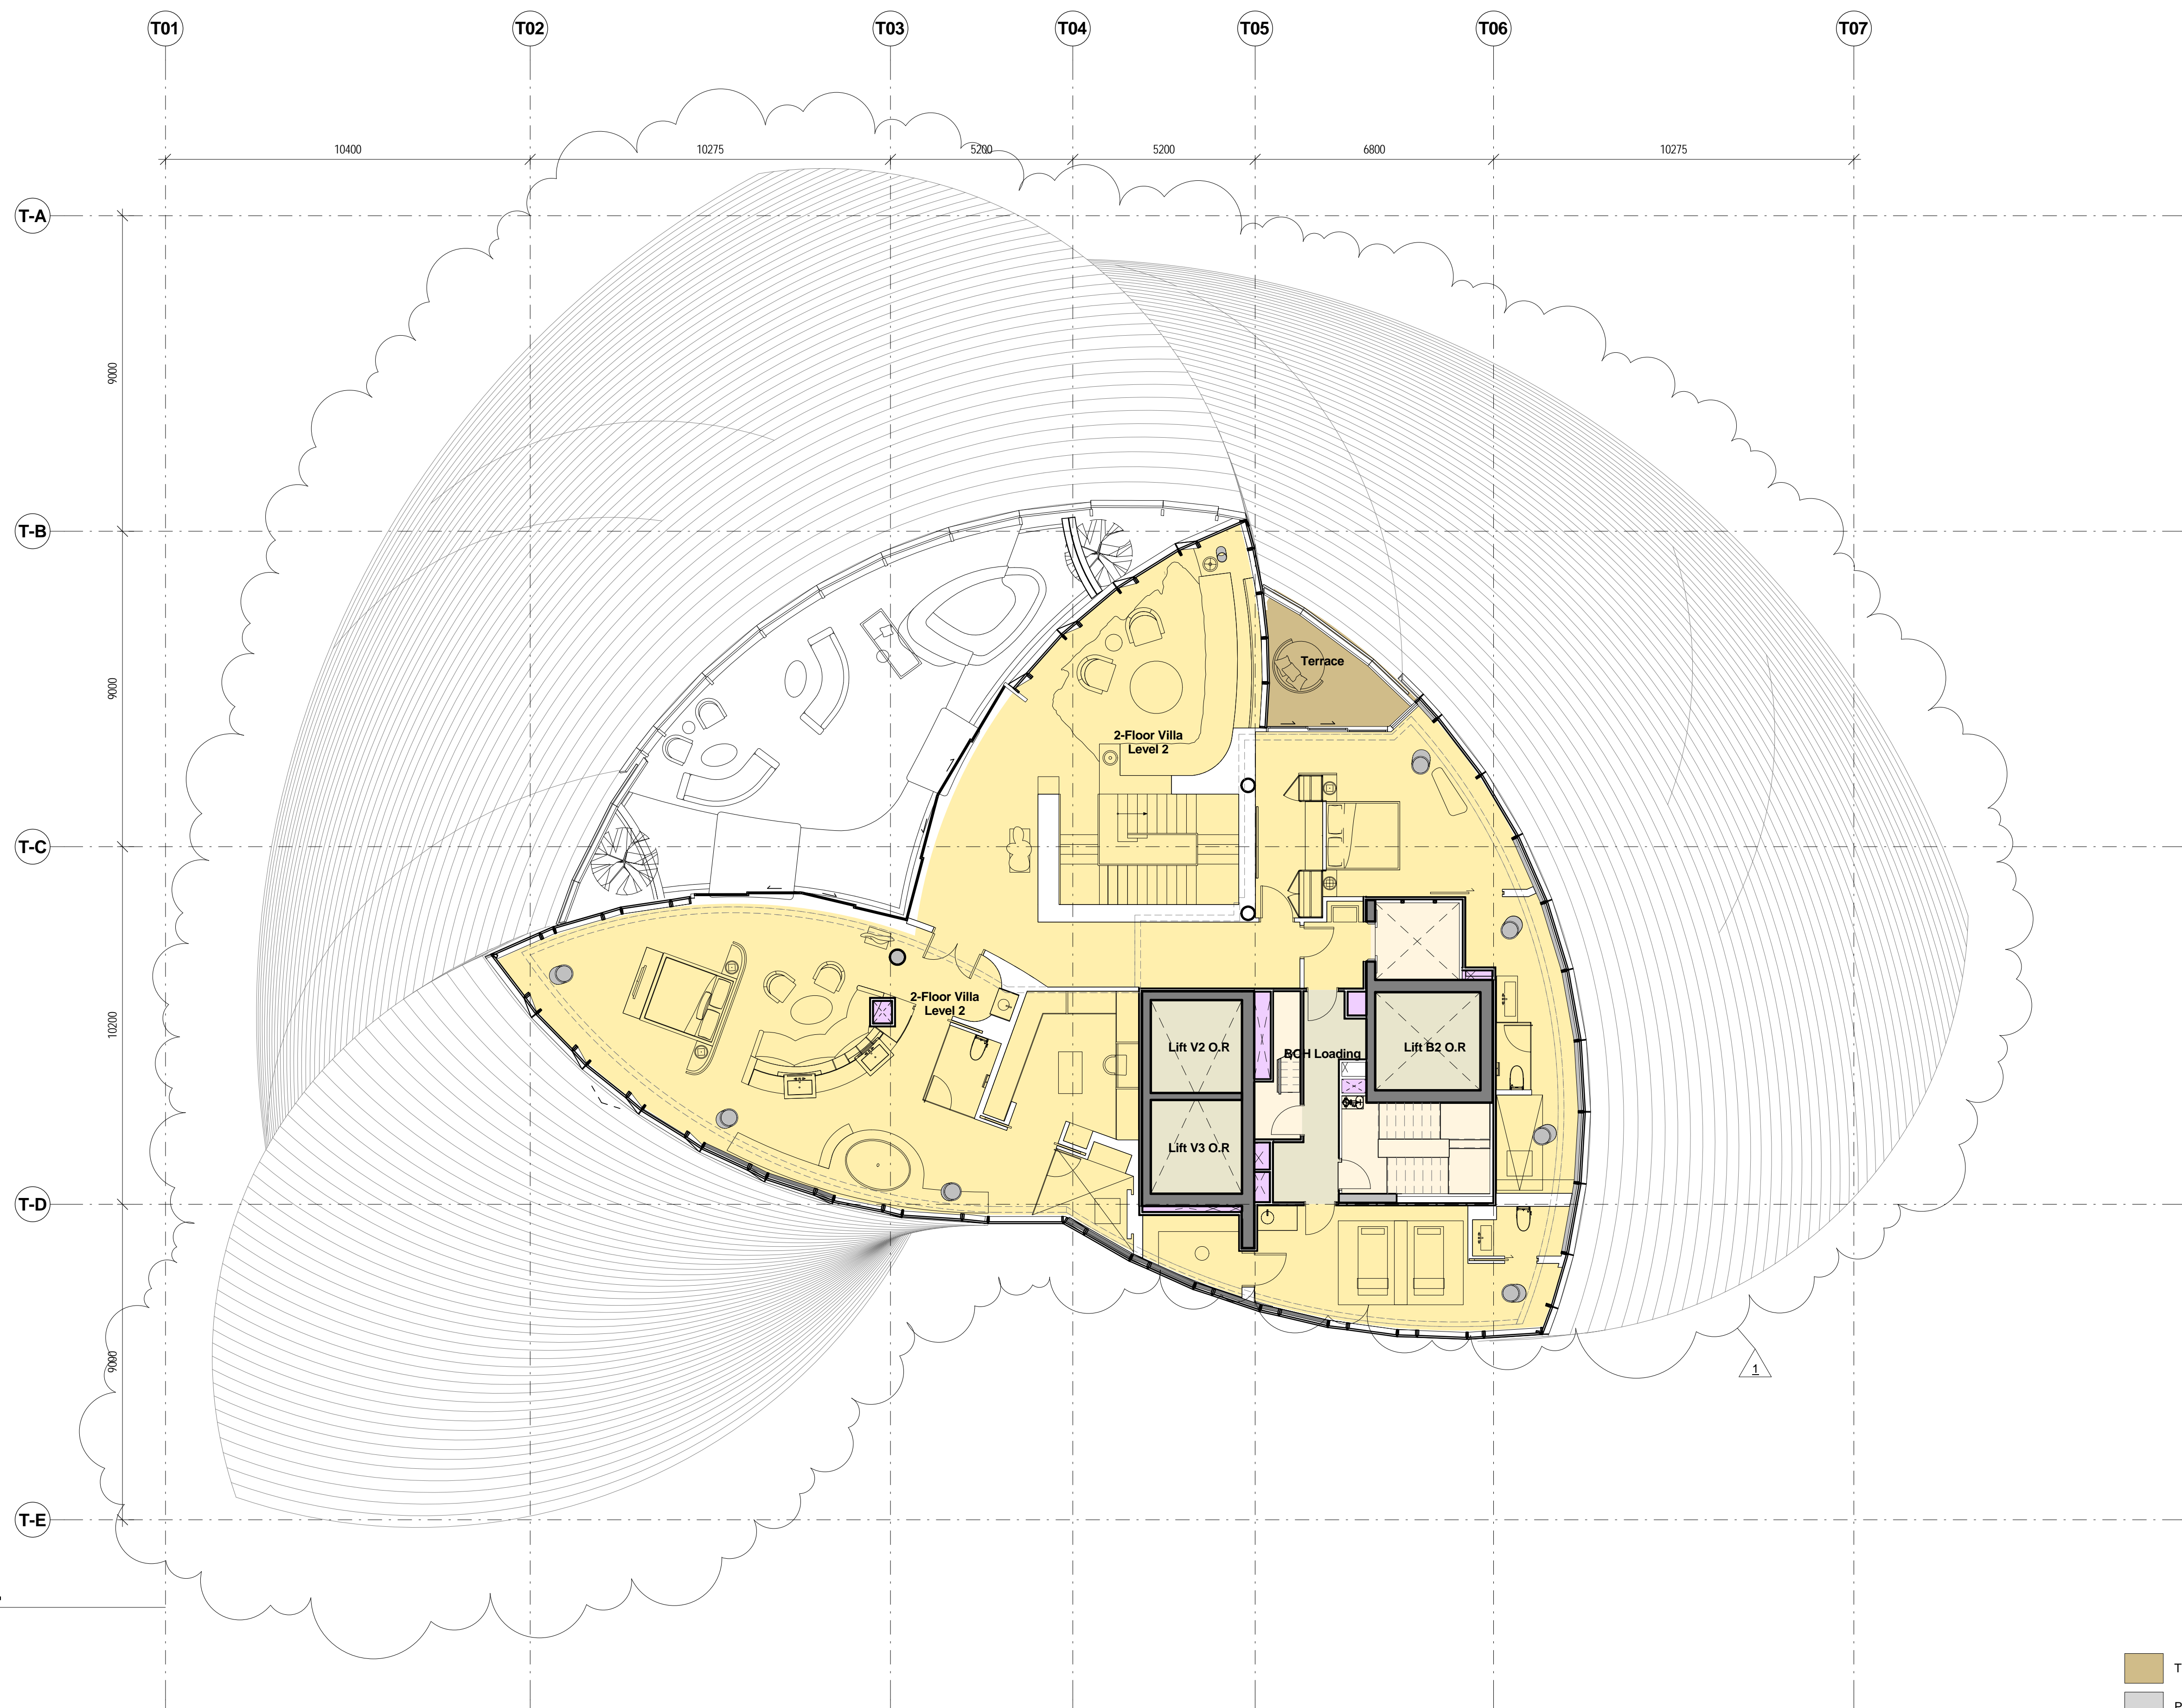 T01 T02 T03 T04 T05 T06 T07
10400 10275 5200 5200 6800 10275
T-A
9000
T-B
9000
Terrace
2-Floor Villa
Level 2
T-C
2-Floor Villa
Level 2
10200
Lift V2 O.R
BOH Loading
Lift B2 O.R
Lift V3 O.R
T-D
9090
1
T-E
T
P